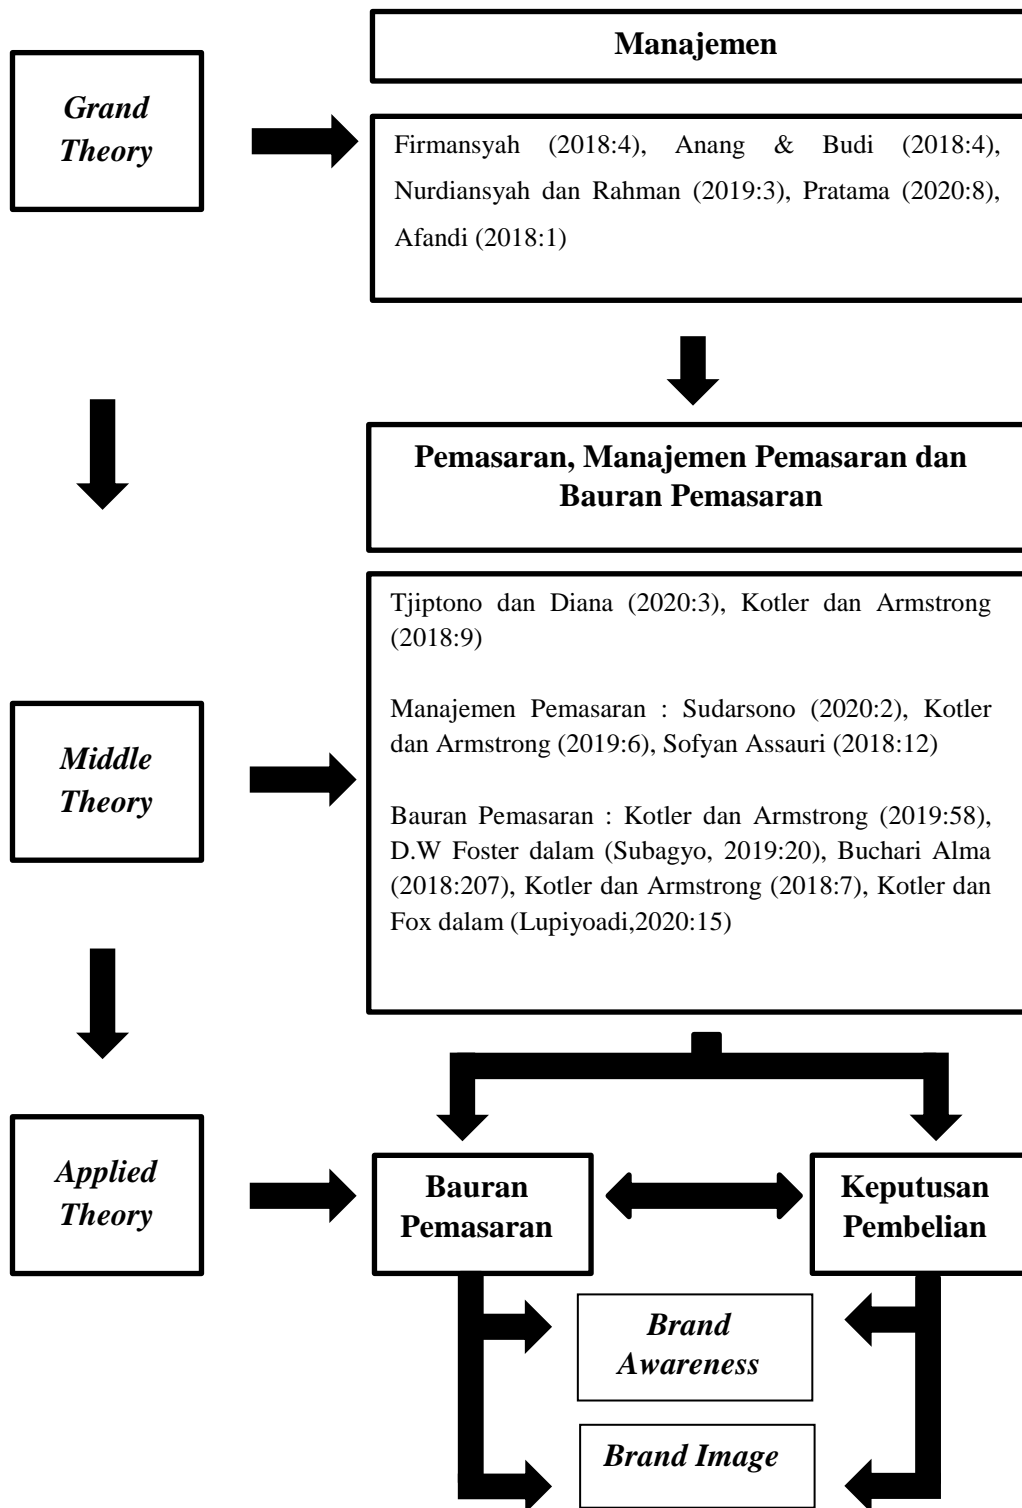 Manajemen
Grand
Theory
Firmansyah (2018:4), Anang & Budi (2018:4),
Nurdiansyah dan Rahman (2019:3), Pratama (2020:8),
Afandi (2018:1)
Pemasaran, Manajemen Pemasaran dan
Bauran Pemasaran
Middle
Theory
Tjiptono dan Diana (2020:3), Kotler dan Armstrong
(2018:9)
Manajemen Pemasaran : Sudarsono (2020:2), Kotler
dan Armstrong (2019:6), Sofyan Assauri (2018:12)
Bauran Pemasaran : Kotler dan Armstrong (2019:58),
D.W Foster dalam (Subagyo, 2019:20), Buchari Alma
(2018:207), Kotler dan Armstrong (2018:7), Kotler dan
Fox dalam (Lupiyoadi,2020:15)
Applied
Theory
Bauran
Pemasaran
Keputusan
Pembelian
Brand
Awareness
Brand Image